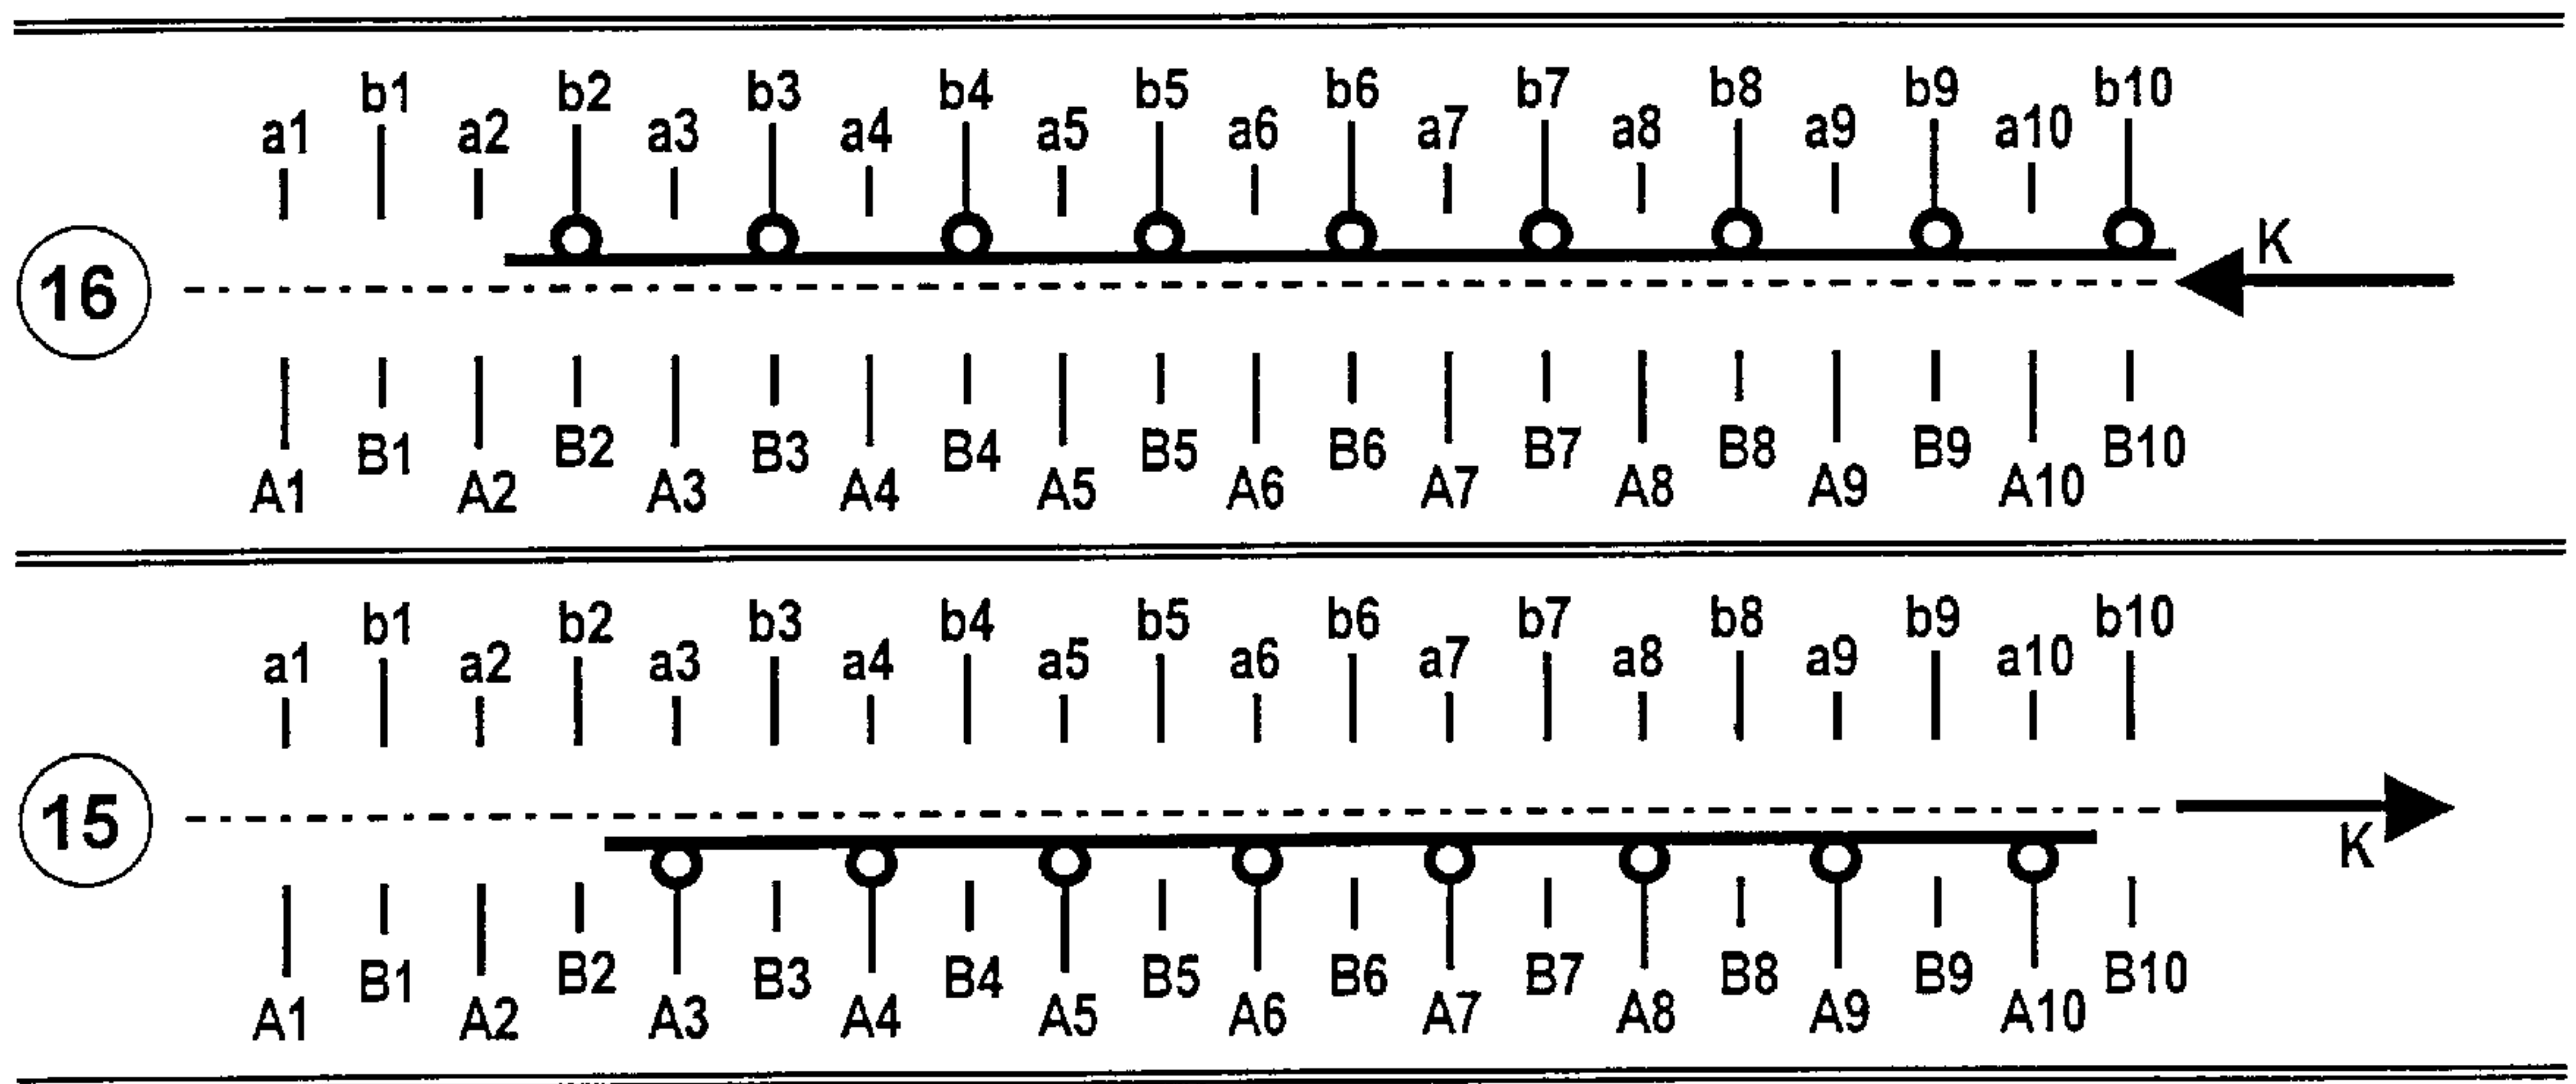 b1 b2 b3 b4 b5 b6 b7 b8 b9 b10
a1 a2 a3 a4 a5 a6 a7 a8 a9 a10
16 K
B1 B2 B3 B4 B5 B6 B7 B8 B9 B10
A1 A2 A3 A4 A5 A6 A7 A8 A9 A10
b1 b2 b3 b4 b5 b6 b7 b8 b9 b10
a1 a2 a3 a4 a5 a6 a7 a8 a9 a10
15 K
B1 B2 B3 B4 B5 B6 B7 B8 B9 B10
A1 A2 A3 A4 A5 A6 A7 A8 A9 A10